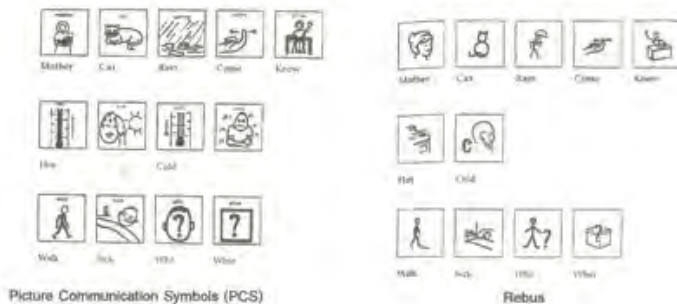 Mother Cat Rain Come Know
Hot Cold
Walk Sick Who What
Picture Communication Symbols (PCS)
Mother Cat Rain Come Know
Hot Cold
Walk Sick Who What
Rebus